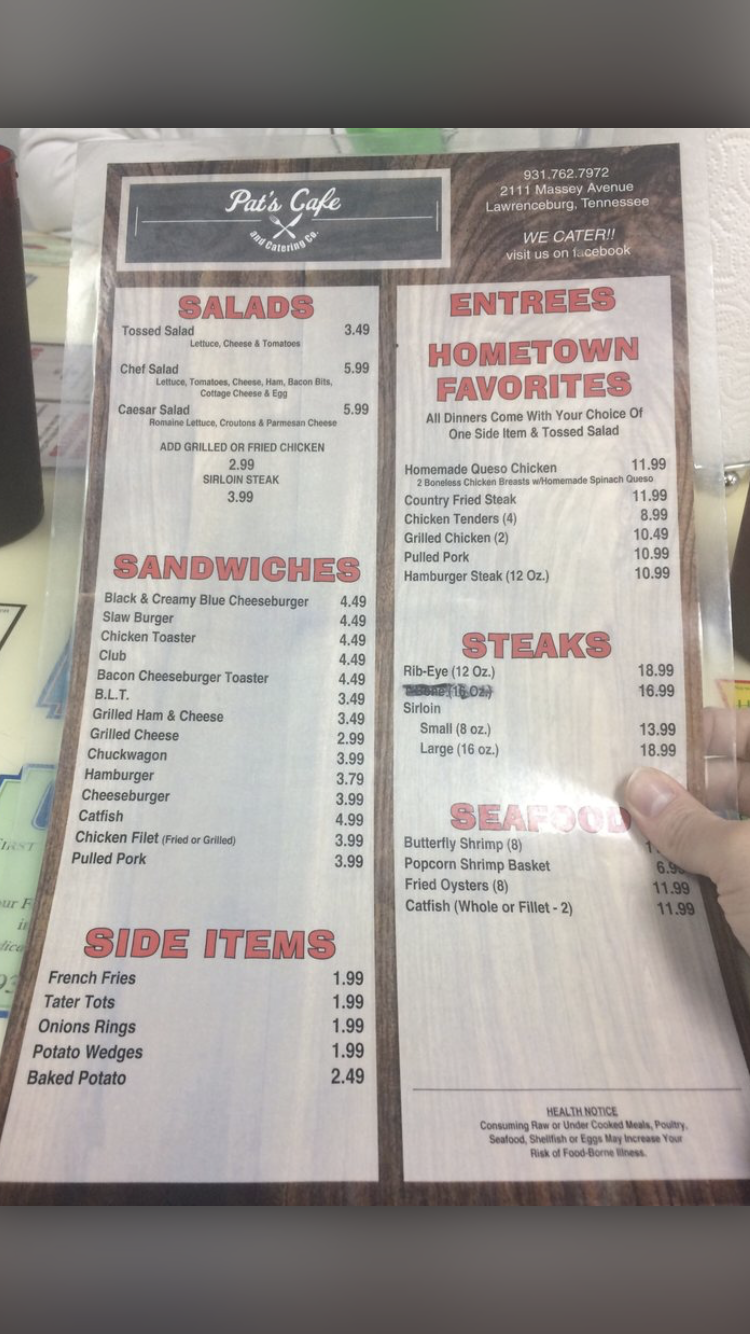 Pat's Cafe
and Catering Co.
931.762.7972
2111 Massey Avenue
Lawrenceburg, Tennessee
WE CATER!!
visit us on facebook
SALADS
Tossed Salad 3.49
Lettuce, Cheese & Tomatoes
Chef Salad 5.99
Lettuce, Tomatoes, Cheese, Ham, Bacon Bits,
Cottage Cheese & Egg
Caesar Salad 5.99
Romaine Lettuce, Croutons & Parmesan Cheese
ADD GRILLED OR FRIED CHICKEN
2.99
SIRLOIN STEAK
3.99
SANDWICHES
Black & Creamy Blue Cheeseburger 4.49
Slaw Burger 4.49
Chicken Toaster 4.49
Club 4.49
Bacon Cheeseburger Toaster 4.49
B.L.T. 3.49
Grilled Ham & Cheese 3.49
Grilled Cheese 2.99
Chuckwagon 3.99
Hamburger 3.79
Cheeseburger 3.99
Catfish 4.99
Chicken Filet (Fried or Grilled) 3.99
Pulled Pork 3.99
SIDE ITEMS
French Fries 1.99
Tater Tots 1.99
Onions Rings 1.99
Potato Wedges 1.99
Baked Potato 2.49
ENTREES
HOMETOWN
FAVORITES
All Dinners Come With Your Choice Of
One Side Item & Tossed Salad
Homemade Queso Chicken 11.99
2 Boneless Chicken Breasts w/Homemade Spinach Queso
Country Fried Steak 11.99
Chicken Tenders (4) 8.99
Grilled Chicken (2) 10.49
Pulled Pork 10.99
Hamburger Steak (12 Oz.) 10.99
STEAKS
Rib-Eye (12 Oz.) 18.99
(16 Oz.) 16.99
Sirloin
Small (8 oz.) 13.99
Large (16 oz.) 18.99
SEAFOOD
Butterfly Shrimp (8)
Popcorn Shrimp Basket
Fried Oysters (8) 11.99
Catfish (Whole or Fillet - 2) 11.99
HEALTH NOTICE
Consuming Raw or Under Cooked Meals, Poultry,
Seafood, Shellfish or Eggs May Increase Your
Risk of Food-Borne Illness.